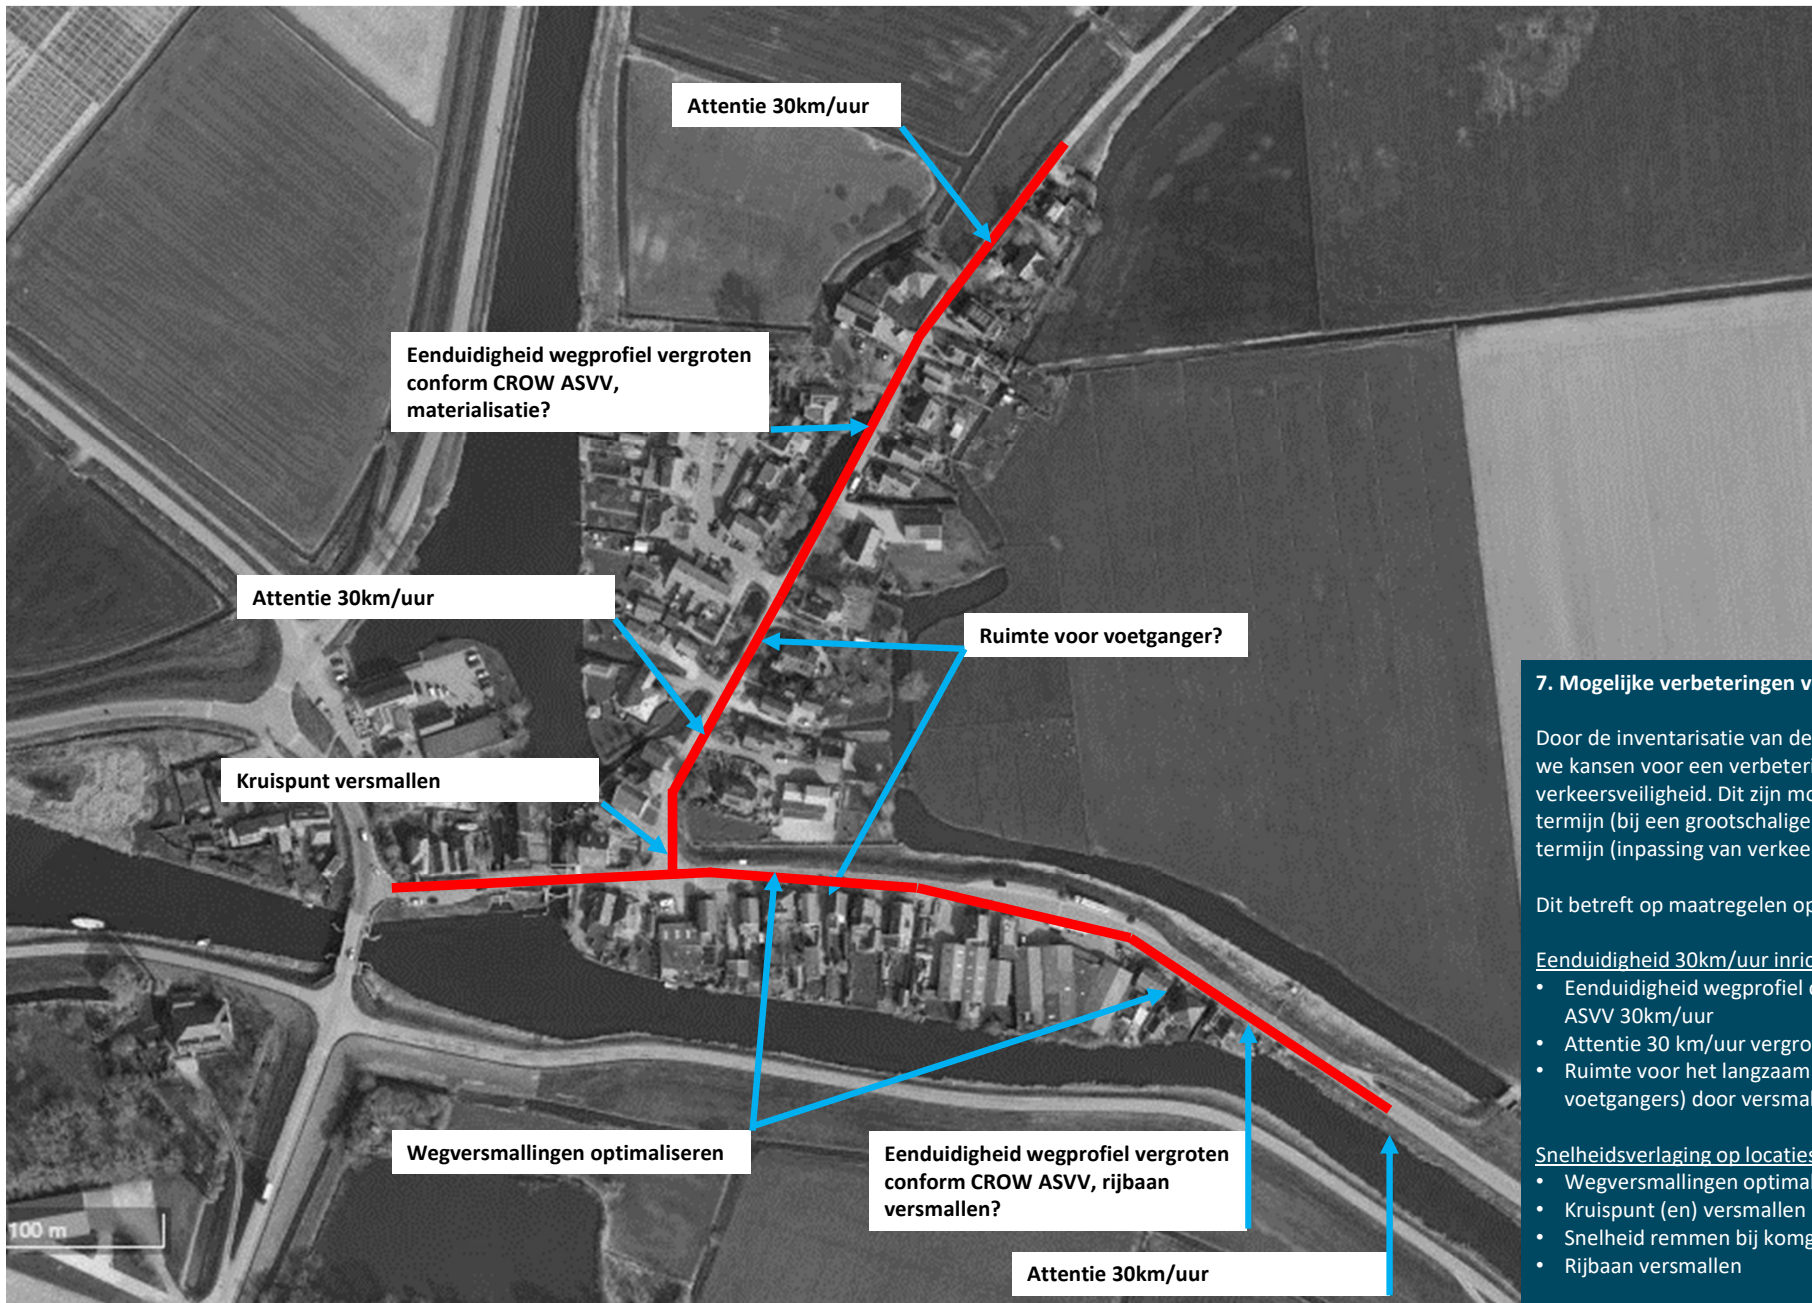 Attentie 30km/uur
Eenduidigheid wegprofiel vergroten
conform CROW ASVV,
materialisatie?
Attentie 30km/uur
Ruimte voor voetganger?
Kruispunt versmallen
Wegversmallingen optimaliseren
Eenduidigheid wegprofiel vergroten
conform CROW ASVV, rijbaan
versmallen?
Attentie 30km/uur
100 m
7. Mogelijke verbeteringen v
Door de inventarisatie van de
we kansen voor een verbeteri
verkeersveiligheid. Dit zijn mo
termijn (bij een grootschalige
termijn (inpassing van verkee
Dit betreft op maatregelen op
Eenduidigheid 30km/uur inric
• Eenduidigheid wegprofiel c
ASVV 30km/uur
• Attentie 30 km/uur vergro
• Ruimte voor het langzaam
voetgangers) door versmal
Snelheidsverlaging op locaties
• Wegversmallingen optimal
• Kruispunt (en) versmallen
• Snelheid remmen bij komg
• Rijbaan versmallen